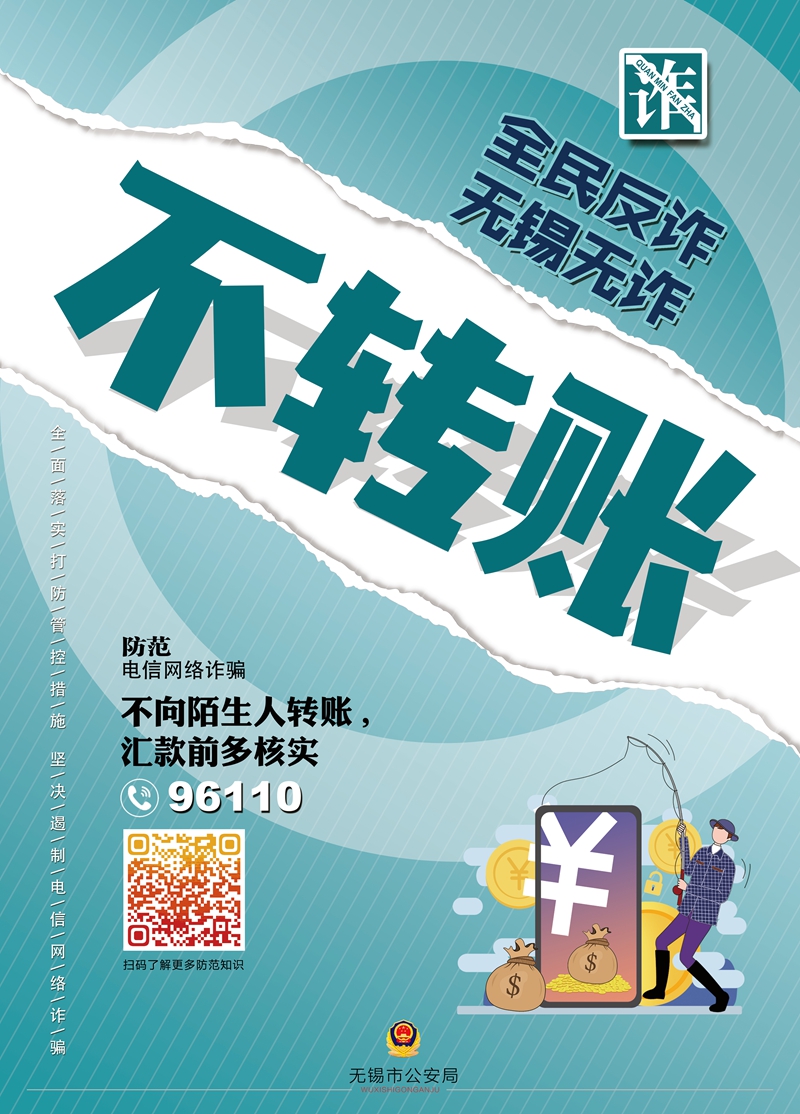 诈
QUAN MIN FAN ZHA
全民反诈
无锡无诈
不转账
全\面\落\实\打\防\管\控\措\施 坚\决\遏\制\电\信\网\络\诈\骗
防范
电信网络诈骗
不向陌生人转账，
汇款前多核实
96110
扫码了解更多防范知识
¥
¥
¥
$
$
无锡市公安局
WUXISHIGONGANJU